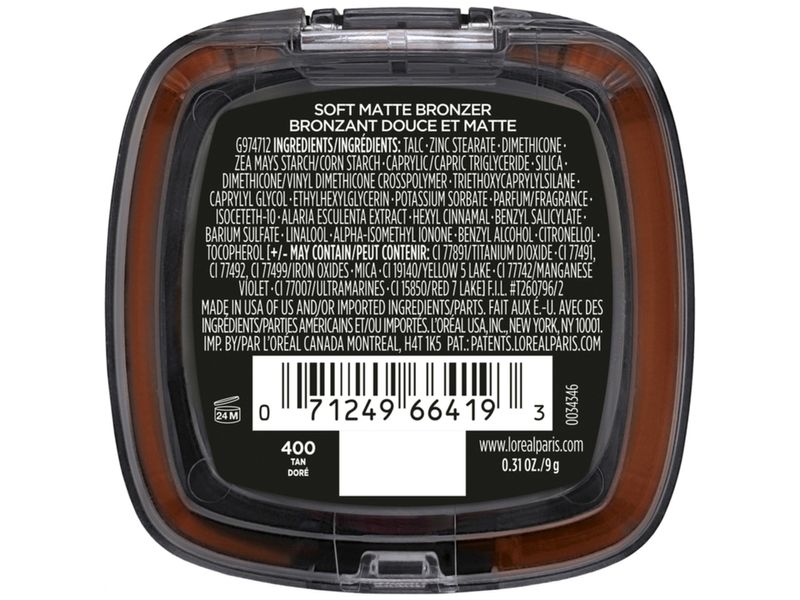 SOFT MATTE BRONZER
BRONZANT DOUCE ET MATTE
G974712 INGREDIENTS/INGRÉDIENTS: TALC · ZINC STEARATE · DIMETHICONE ·
ZEA MAYS STARCH/CORN STARCH · CAPRYLIC/CAPRIC TRIGLYCERIDE · SILICA ·
DIMETHICONE/VINYL DIMETHICONE CROSSPOLYMER · TRIETHOXYCAPRYLYLSILANE ·
CAPRYLYL GLYCOL · ETHYLHEXYLGLYCERIN · POTASSIUM SORBATE · PARFUM/FRAGRANCE ·
ISOCETETH-10 · ALARIA ESCULENTA EXTRACT · HEXYL CINNAMAL · BENZYL SALICYLATE ·
BARIUM SULFATE · LINALOOL · ALPHA-ISOMETHYL IONONE · BENZYL ALCOHOL · CITRONELLOL ·
TOCOPHEROL [+/- MAY CONTAIN/PEUT CONTENIR: CI 77891/TITANIUM DIOXIDE · CI 77491,
CI 77492, CI 77499/IRON OXIDES · MICA · CI 19140/YELLOW 5 LAKE · CI 77742/MANGANESE
VIOLET · CI 77007/ULTRAMARINES · CI 15850/RED 7 LAKE] F.I.L. #T260796/2
MADE IN USA OF US AND/OR IMPORTED INGREDIENTS/PARTS. FAIT AUX É.-U. AVEC DES
INGRÉDIENTS/PARTIES AMÉRICAINS ET/OU IMPORTÉS. L'ORÉAL USA, INC., NEW YORK, NY 10001.
IMP. BY/PAR L'ORÉAL CANADA MONTREAL, H4T 1K5 PAT.: PATENTS.LOREALPARIS.COM
24 M
0 71249 66419 3
0034346
400
TAN
DORÉ
www.lorealparis.com
0.31 OZ./9 g